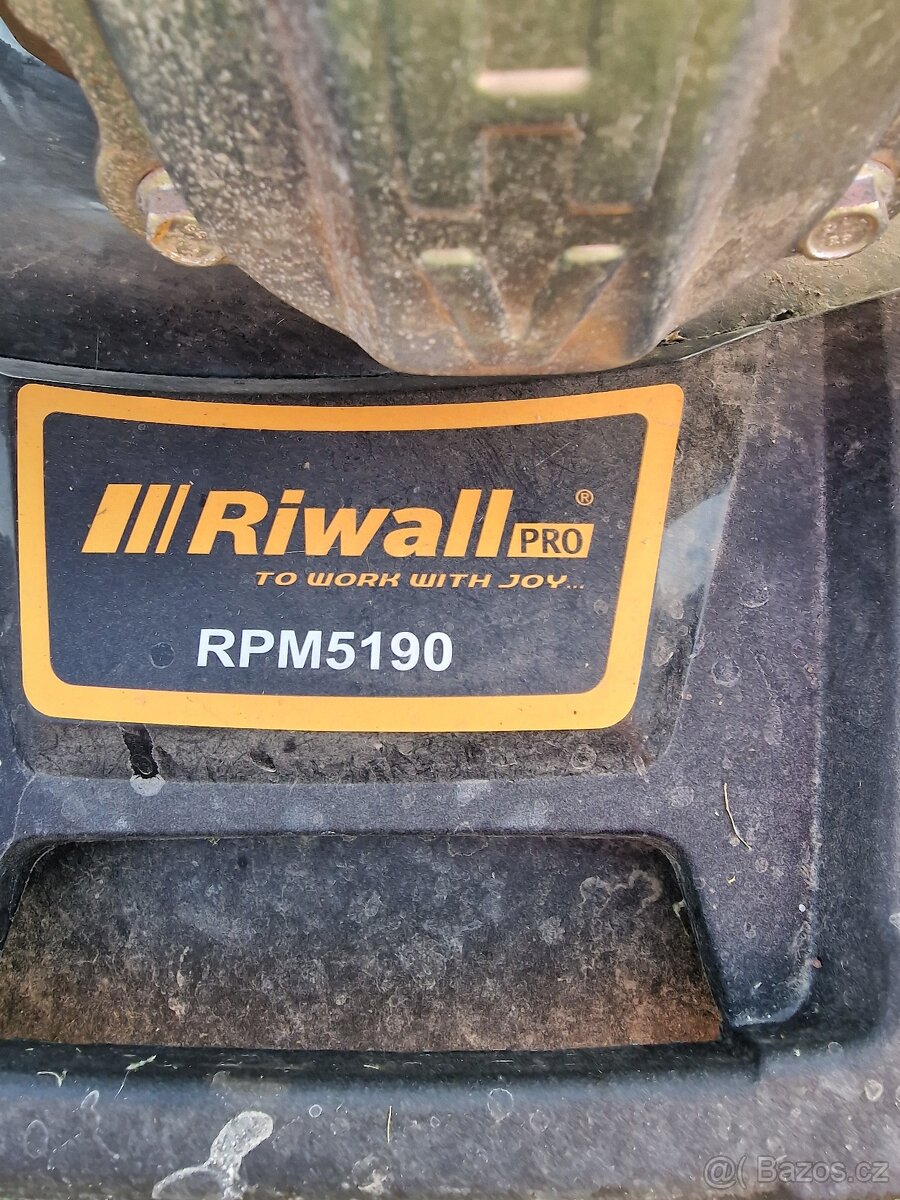 Riwall PRO ®
TO WORK WITH JOY...
RPM5190
@( Bazos.cz